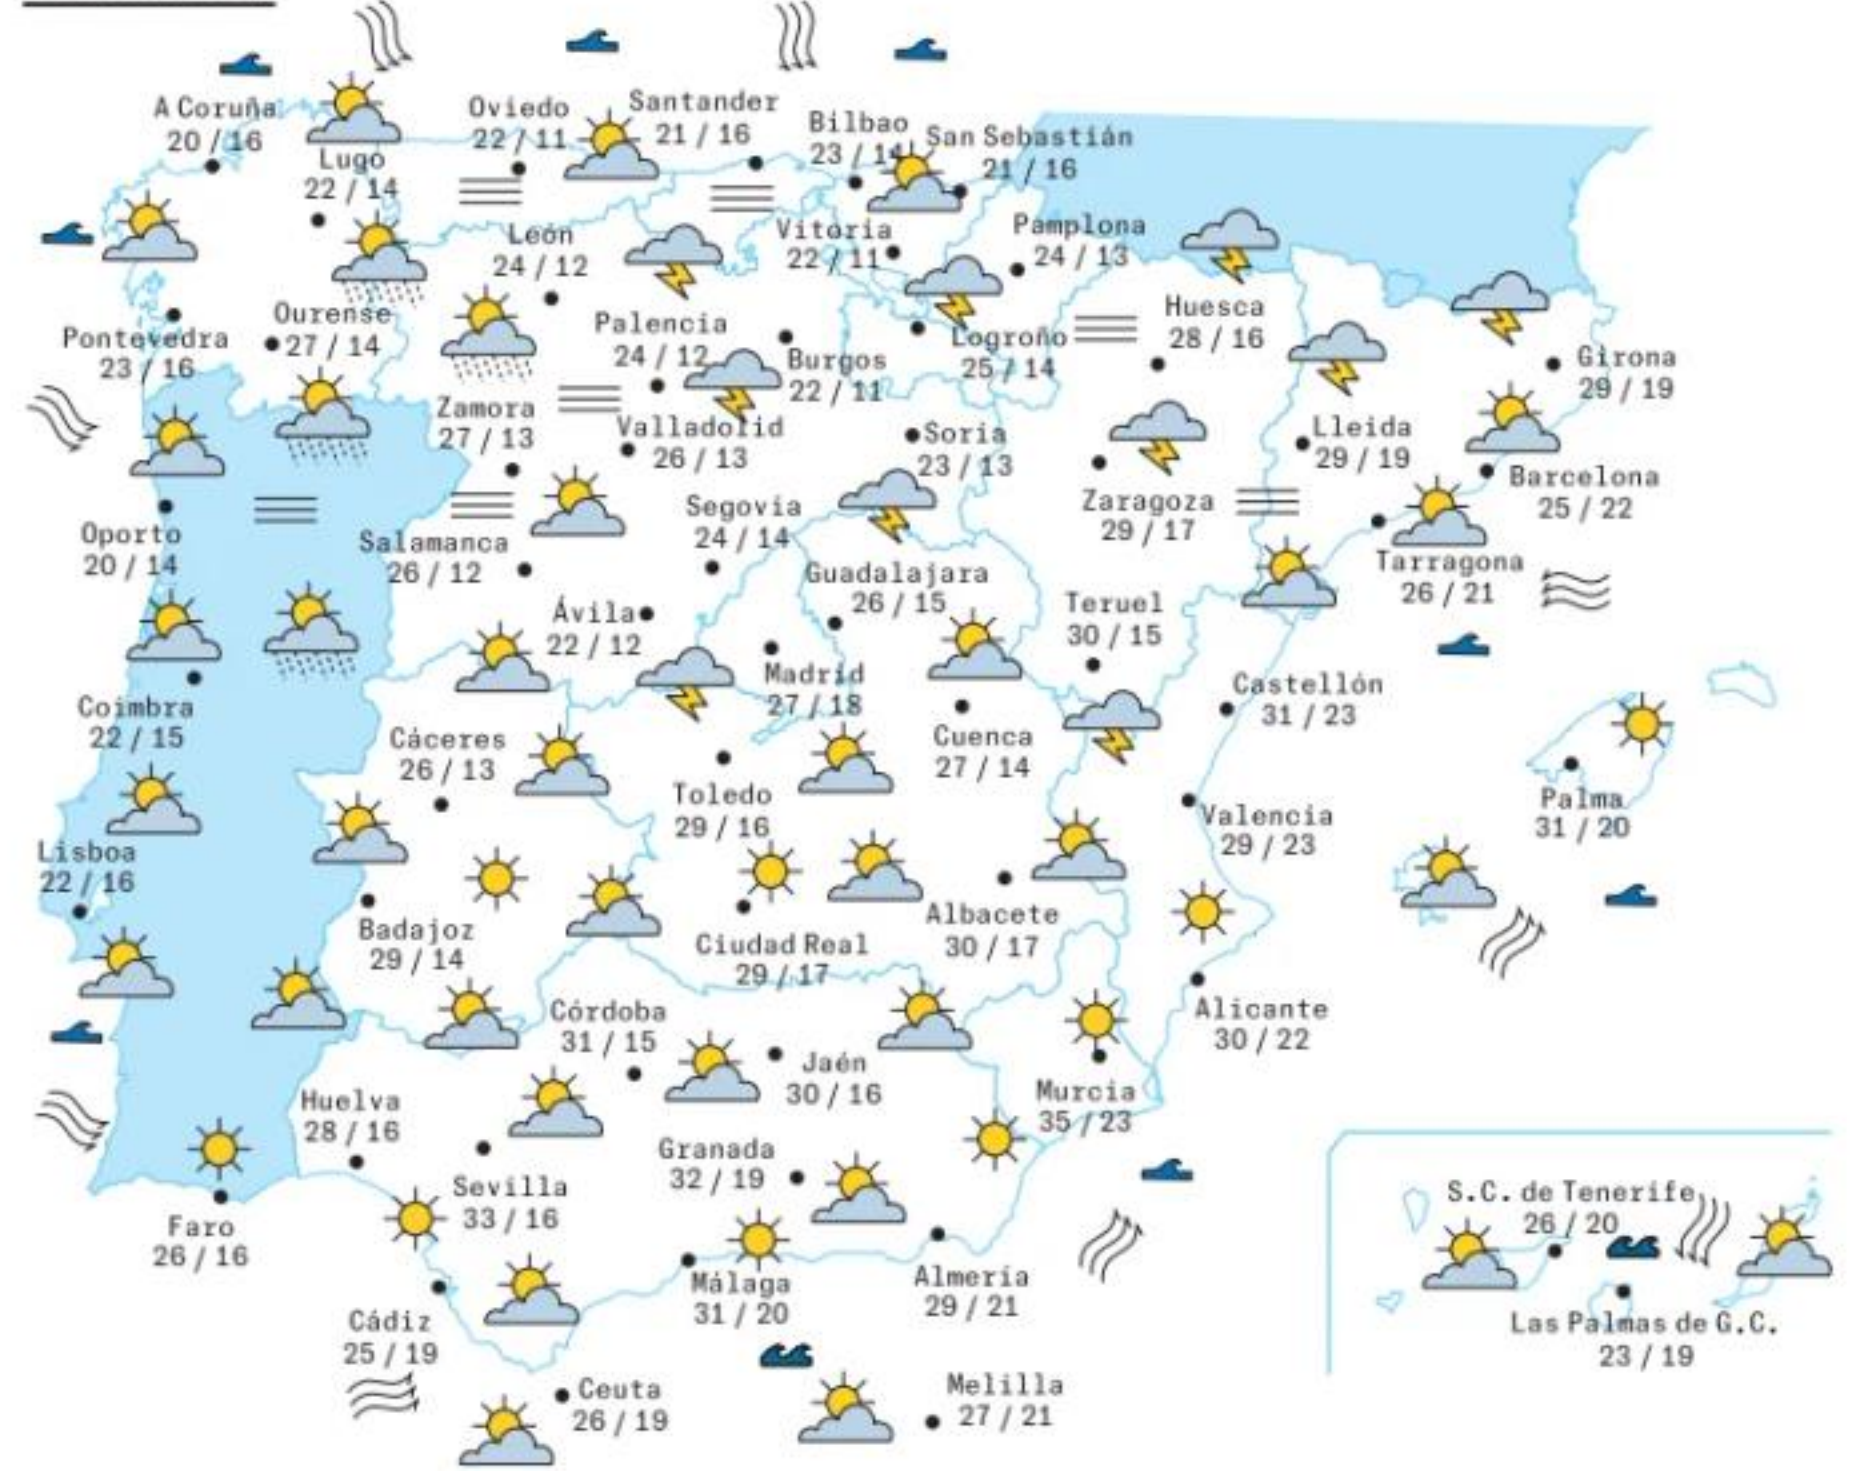 A Coruña
20 / 16
Oviedo
22 / 11
Santander
21 / 16
Bilbao
23 / 14
San Sebastián
21 / 16
Lugo
22 / 14
León
24 / 12
Vitoria
22 / 11
Pamplona
24 / 13
Pontevedra
23 / 16
Ourense
27 / 14
Palencia
24 / 12
Burgos
22 / 11
Logroño
25 / 14
Huesca
28 / 16
Girona
29 / 19
Zamora
27 / 13
Valladolid
26 / 13
Soria
23 / 13
Lleida
29 / 19
Barcelona
25 / 22
Zaragoza
29 / 17
Oporto
20 / 14
Salamanca
26 / 12
Segovia
24 / 14
Guadalajara
26 / 15
Tarragona
26 / 21
Ávila
22 / 12
Teruel
30 / 15
Madrid
27 / 18
Castellón
31 / 23
Coimbra
22 / 15
Cáceres
26 / 13
Cuenca
27 / 14
Toledo
29 / 16
Palma
31 / 20
Valencia
29 / 23
Lisboa
22 / 16
Badajoz
29 / 14
Ciudad Real
29 / 17
Albacete
30 / 17
Córdoba
31 / 15
Alicante
30 / 22
Jaén
30 / 16
Huelva
28 / 16
Murcia
35 / 23
Granada
32 / 19
Sevilla
33 / 16
S.C. de Tenerife
26 / 20
Faro
26 / 16
Málaga
31 / 20
Almería
29 / 21
Cádiz
25 / 19
Las Palmas de G.C.
23 / 19
Ceuta
26 / 19
Melilla
27 / 21